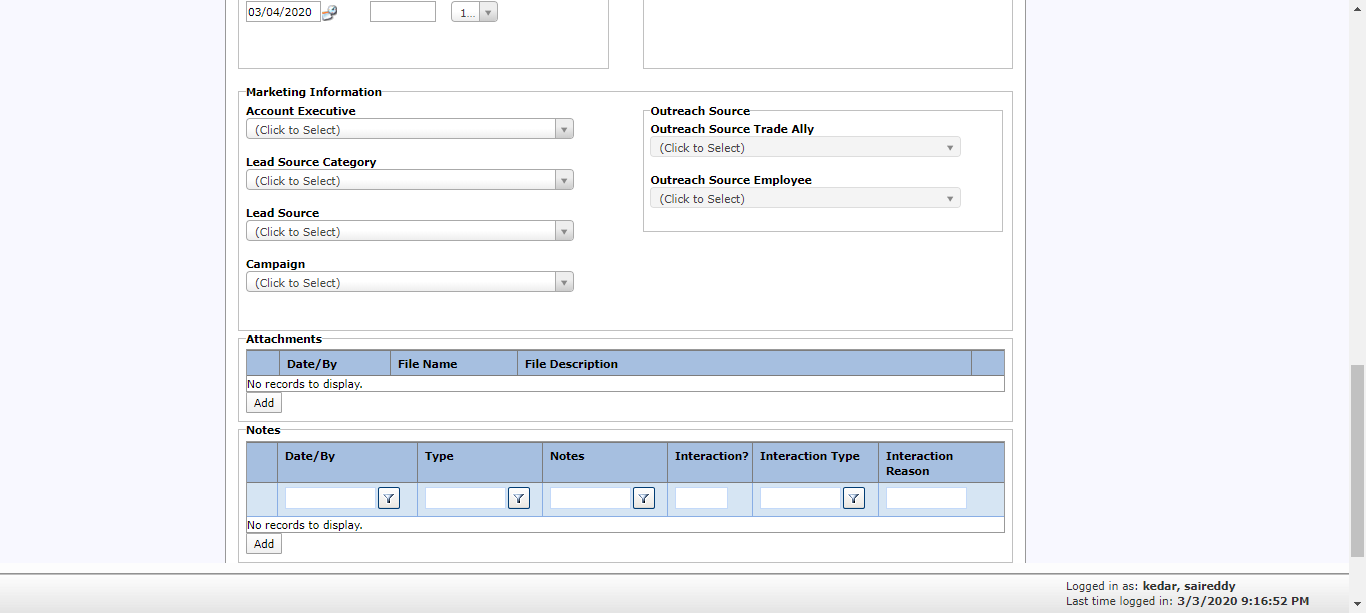 03/04/2020 1...
Marketing Information
Account Executive
(Click to Select)
Lead Source Category
(Click to Select)
Lead Source
(Click to Select)
Campaign
(Click to Select)
Outreach Source
Outreach Source Trade Ally
(Click to Select)
Outreach Source Employee
(Click to Select)
Attachments
Date/By File Name File Description
No records to display.
Add
Notes
Date/By Type Notes Interaction? Interaction Type Interaction
Reason
No records to display.
Add
Logged in as: kedar, saireddy
Last time logged in: 3/3/2020 9:16:52 PM